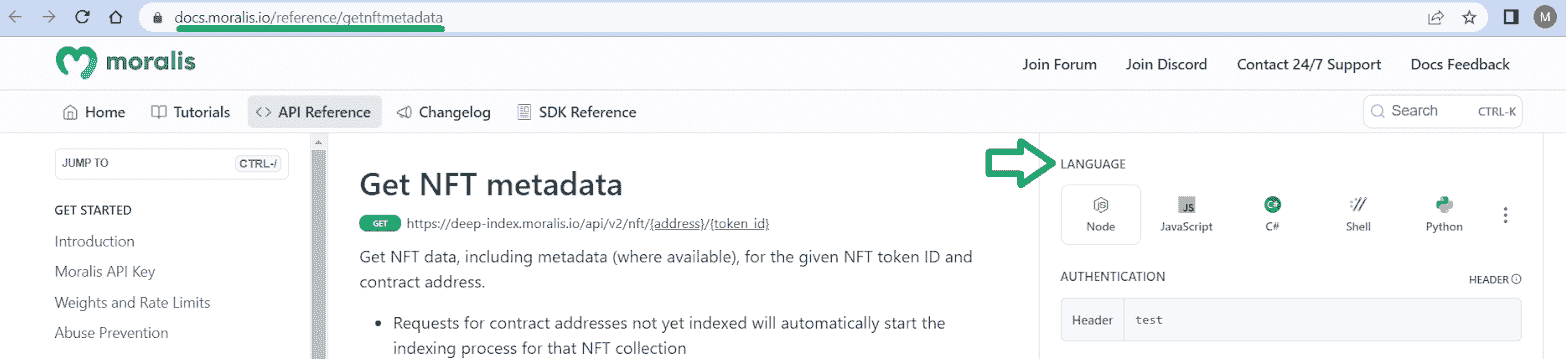 docs.moralis.io/reference/getnftmetadata
M
moralis
Join Forum Join Discord Contact 24/7 Support Docs Feedback
Home Tutorials <> API Reference Changelog SDK Reference
Search CTRL-K
JUMP TO CTRL-/
GET STARTED
Introduction
Moralis API Key
Weights and Rate Limits
Abuse Prevention
Get NFT metadata
GET https://deep-index.moralis.io/api/v2/nft/{address}/{token_id}
Get NFT data, including metadata (where available), for the given NFT token ID and
contract address.
• Requests for contract addresses not yet indexed will automatically start the
indexing process for that NFT collection
LANGUAGE
JS C#
Node JavaScript C# Shell Python
AUTHENTICATION HEADER
Header test